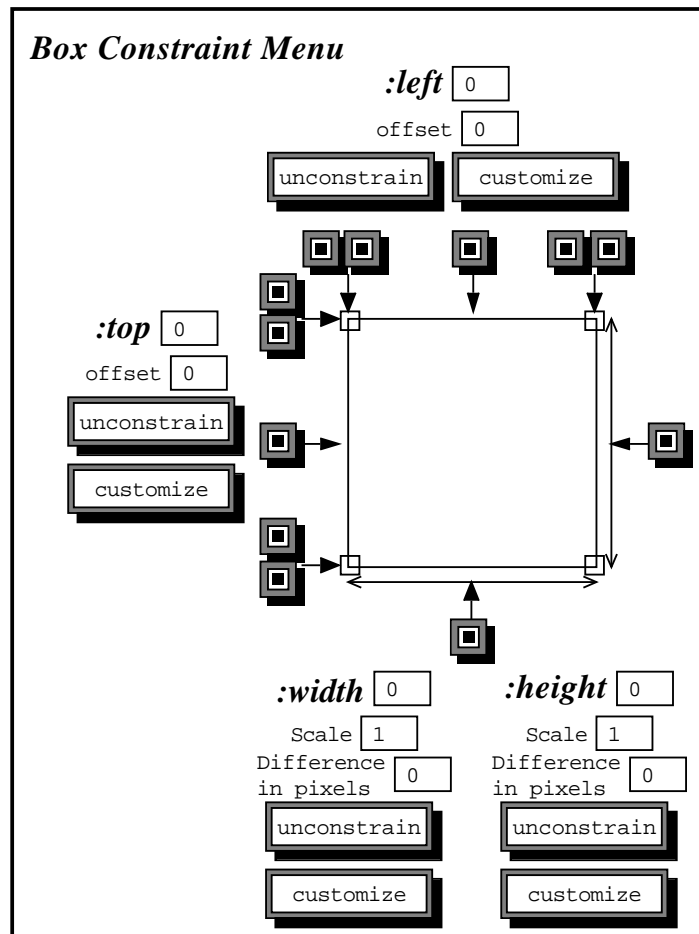 Box Constraint Menu
:left 0
offset 0
unconstrain customize
:top 0
offset 0
unconstrain
customize
:width 0 :height 0
Scale 1 Scale 1
Difference in pixels 0 Difference in pixels 0
unconstrain unconstrain
customize customize